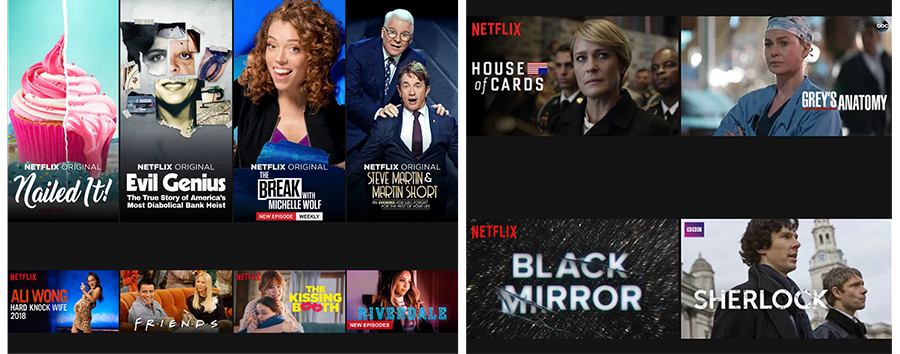 NETFLIX ORIGINAL
Nailed It!
NETFLIX ORIGINAL
Evil Genius
The True Story of America's
Most Diabolical Bank Heist
NETFLIX ORIGINAL
THE
BREAK WITH
MICHELLE WOLF
NEW EPISODE WEEKLY
NETFLIX ORIGINAL
STEVE MARTIN &
MARTIN SHORT
AN EVENING YOU WILL FORGET
FOR THE REST OF YOUR LIFE
NETFLIX
ALI WONG
HARD KNOCK WIFE
2018
FRIENDS
NETFLIX
THE
KISSING
BOOTH
RIVERDALE
NEW EPISODES
NETFLIX
HOUSE
of CARDS
abc
GREY'S ANATOMY
NETFLIX
BLACK
MIRROR
BBC
SHERLOCK